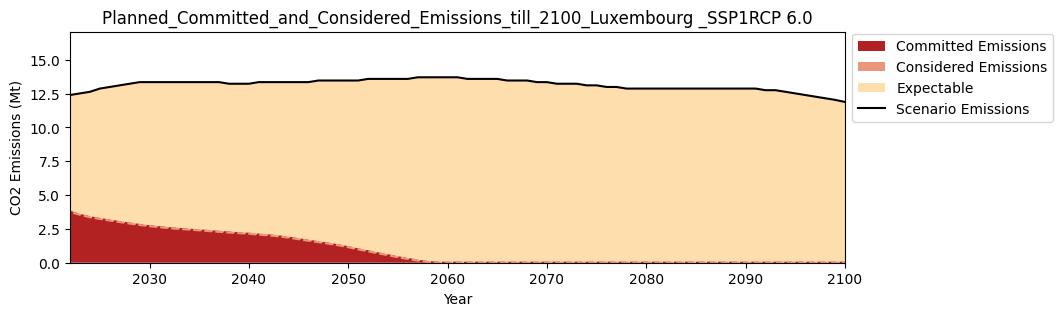 Planned_Committed_and_Considered_Emissions_till_2100_Luxembourg _SSP1RCP 6.0
Committed Emissions
Considered Emissions
Expectable
Scenario Emissions
CO2 Emissions (Mt)
15.0
12.5
10.0
7.5
5.0
2.5
0.0
2030 2040 2050 2060 2070 2080 2090 2100
Year